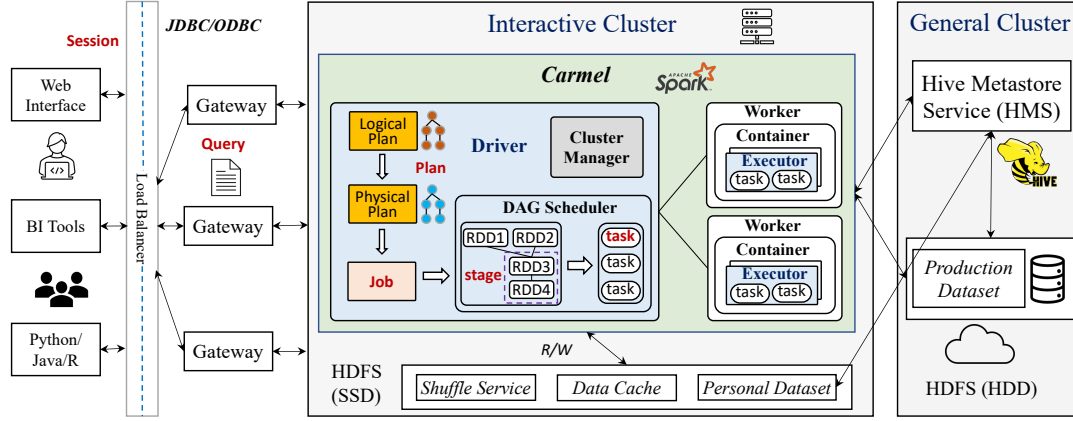 Session
JDBC/ODBC
Web
Interface
BI Tools
Python/
Java/R
Load Balancer
Gateway
Query
Gateway
Gateway
Interactive Cluster
Carmel
APACHE
Spark
Logical
Plan
Plan
Physical
Plan
Job
Driver
Cluster
Manager
DAG Scheduler
RDD1
RDD2
RDD3
RDD4
stage
task
task
task
Worker
Container
Executor
task
task
Worker
Container
Executor
task
task
R/W
HDFS
(SSD)
Shuffle Service
Data Cache
Personal Dataset
General Cluster
Hive Metastore
Service (HMS)
HIVE
Production
Dataset
HDFS (HDD)